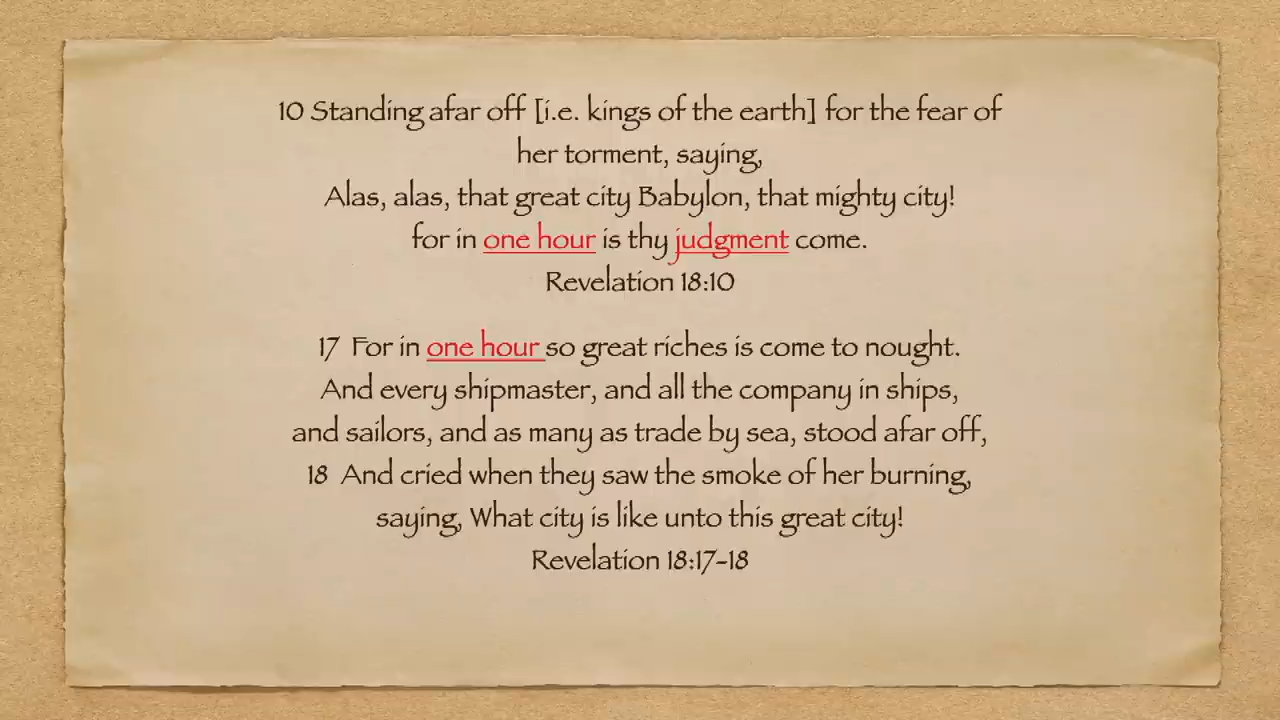 10 Standing afar off [i.e. kings of the earth] for the fear of
her torment, saying,
Alas, alas, that great city Babylon, that mighty city!
for in one hour is thy judgment come.
Revelation 18:10
17 For in one hour so great riches is come to nought.
And every shipmaster, and all the company in ships,
and sailors, and as many as trade by sea, stood afar off,
18 And cried when they saw the smoke of her burning,
saying, What city is like unto this great city!
Revelation 18:17-18